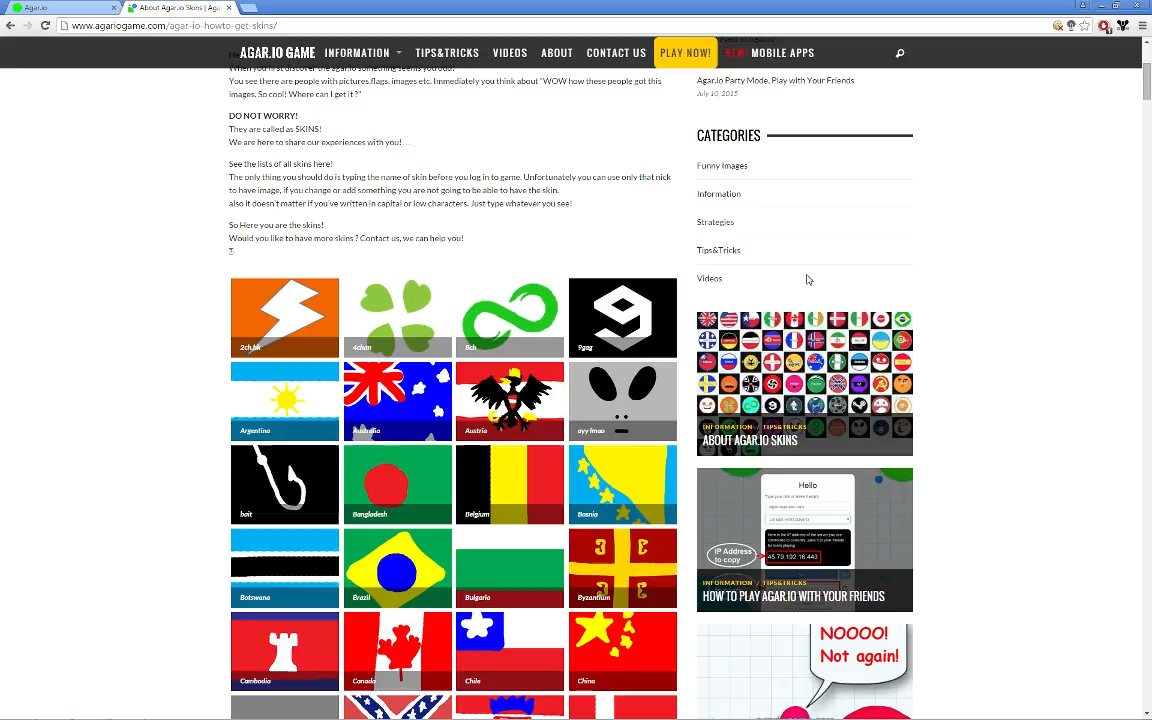 Agar.io
About Agar.io Skins | Aga
www.agariogame.com/agar-io-howto-get-skins/
AGAR.IO GAME
INFORMATION
TIPS&TRICKS
VIDEOS
ABOUT
CONTACT US
PLAY NOW!
NEW! MOBILE APPS
You see there are people with pictures.flags. images etc. Immediately you think about “WOW how these people got this
images. So cool! Where can I get it ?”
DO NOT WORRY!
They are called as SKINS!
We are here to share our experiences with you!…
See the lists of all skins here!
The only thing you should do is typing the name of skin before you log in to game. Unfortunately you can use only that nick
to have image, if you change or add something you are not going to be able to have the skin.
also it doesn’t matter if you’ve written in capital or low characters. Just type whatever you see!
So Here you are the skins!
Would you like to have more skins ? Contact us, we can help you!
2ch.hk
4chan
8ch
9gag
Argentina
Australia
Austria
ayy lmao
bait
Bangladesh
Belgium
Bosnia
Botswana
Brazil
Bulgaria
Byzantium
Cambodia
Canada
Chile
China
Agar.io Party Mode, Play with Your Friends
July 10, 2015
CATEGORIES
Funny Images
Information
Strategies
Tips&Tricks
Videos
INFORMATION / TIPS&TRICKS
ABOUT AGAR.IO SKINS
Hello
IP Address
to copy
45.79.192.16:443
INFORMATION / TIPS&TRICKS
HOW TO PLAY AGAR.IO WITH YOUR FRIENDS
NOOOO!
Not again!